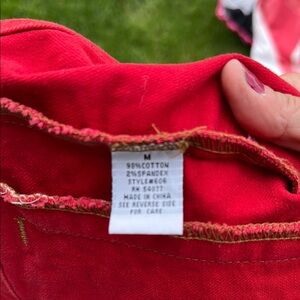 M
98%COTTON
2%SPANDEX
STYLE#606
RN 54077
MADE IN CHINA
SEE REVERSE SIDE
FOR CARE.